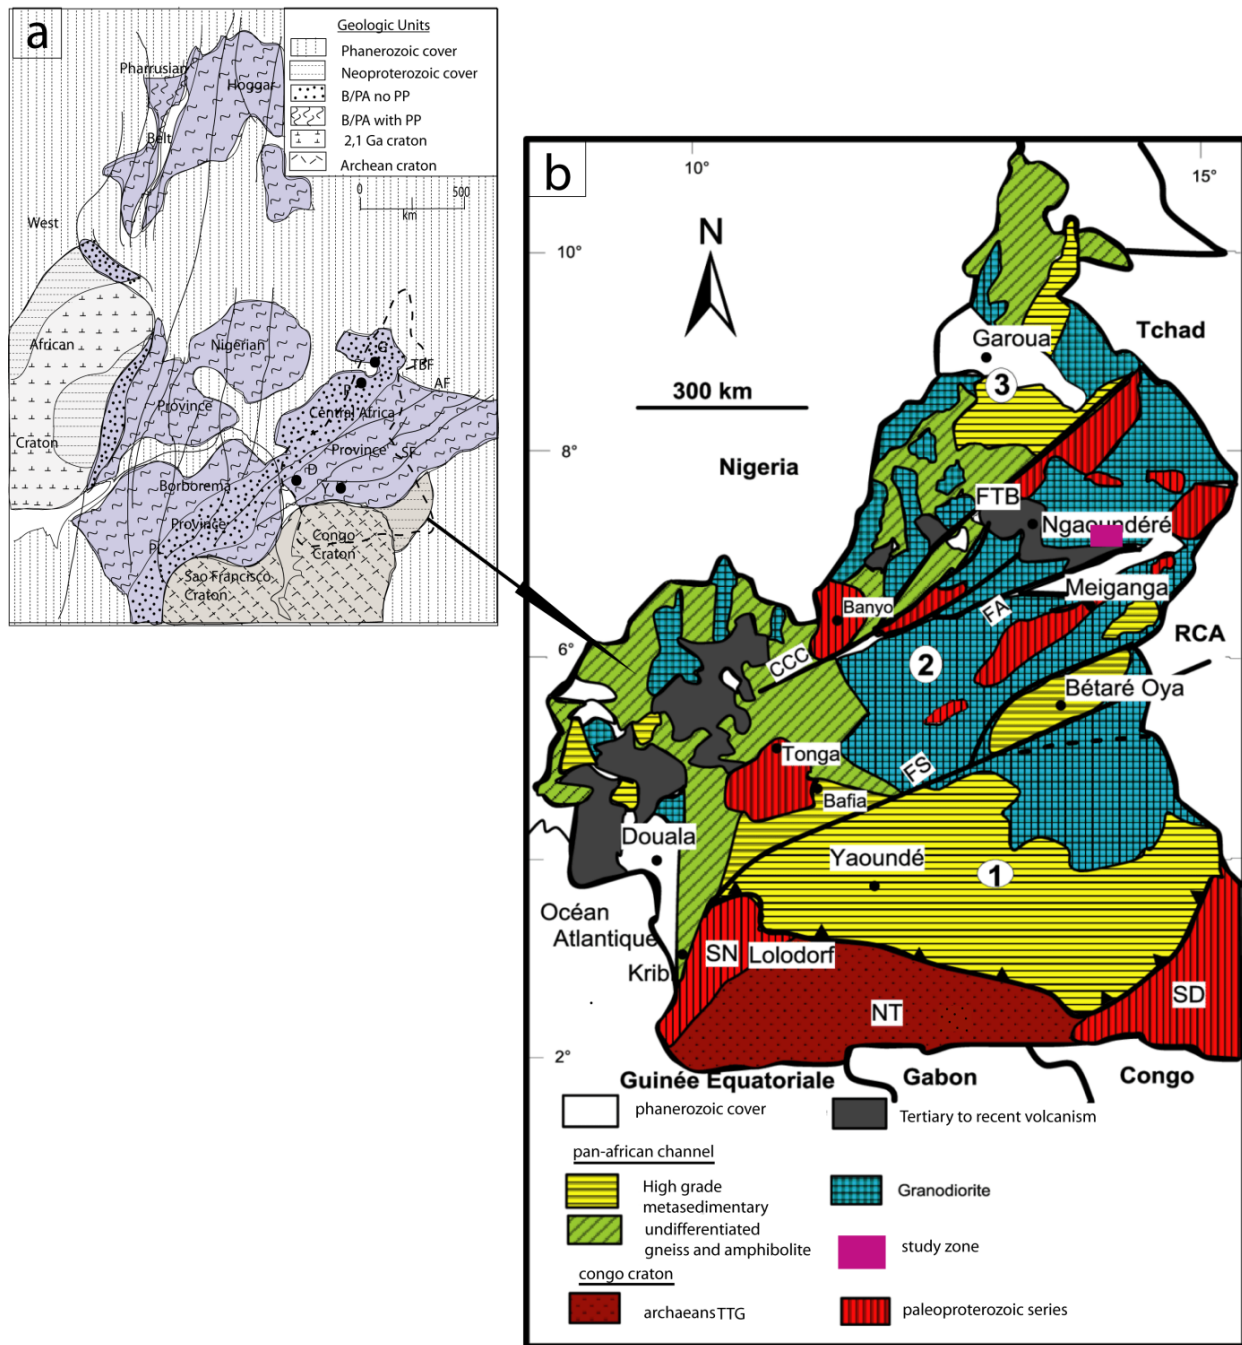 a
Geologic Units
Phanerozoic cover
Neoproterozoic cover
B/PA no PP
B/PA with PP
2,1 Ga craton
Archean craton
0
500
km
Pharrusian
Hoggar
Belt
West
African
Craton
Nigerian
Province
G
TBF
AF
P
Central Africa
Province
SF
D
Y
Borborema
Province
PL
Congo
Craton
Sao Francisco
Craton
b
10°
15°
10°
8°
6°
2°
N
300 km
Garoua
Tchad
3
Nigeria
FTB
Ngaoundéré
Meiganga
Banyo
FA
CCC
RCA
2
Bétaré Oya
Tonga
FS
Bafia
Douala
Yaoundé
1
Océan
Atlantique
SN
Lolodorf
Krib
NT
SD
Guinée Equatoriale
Gabon
Congo
phanerozoic cover
Tertiary to recent volcanism
pan-african channel
High grade
metasedimentary
Granodiorite
undifferentiated
gneiss and amphibolite
study zone
congo craton
archaeans TTG
paleoproterozoic series